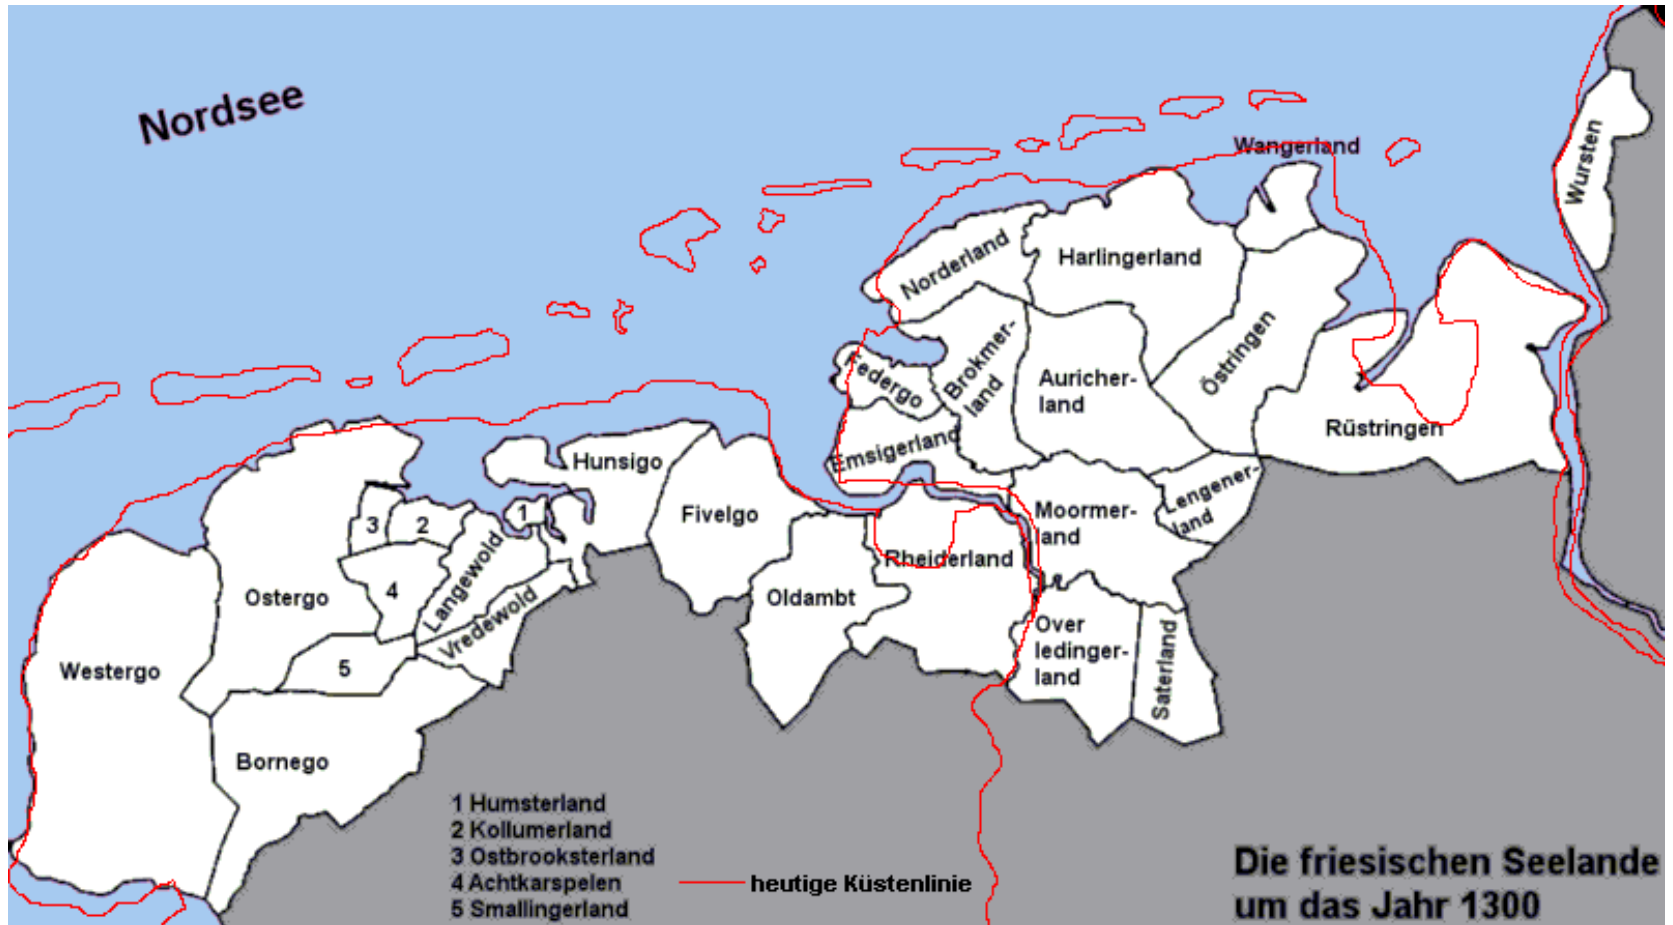 Nordsee
Wangerland
Wursten
Norderland
Harlingerland
Östringen
Brokmer-
land
Federgo
Auricher-
land
Rüstringen
Emsigerland
Hunsigo
Lengener-
land
Fivelgo
Moormer-
land
1
2
3
Langewold
Rheiderland
4
Ostergo
Oldambt
Vredewold
Over
ledinger-
land
Saterland
5
Westergo
Bornego
1 Humsterland
2 Kollumerland
3 Ostbrooksterland
4 Achtkarspelen
5 Smallingerland
heutige Küstenlinie
Die friesischen Seelande
um das Jahr 1300